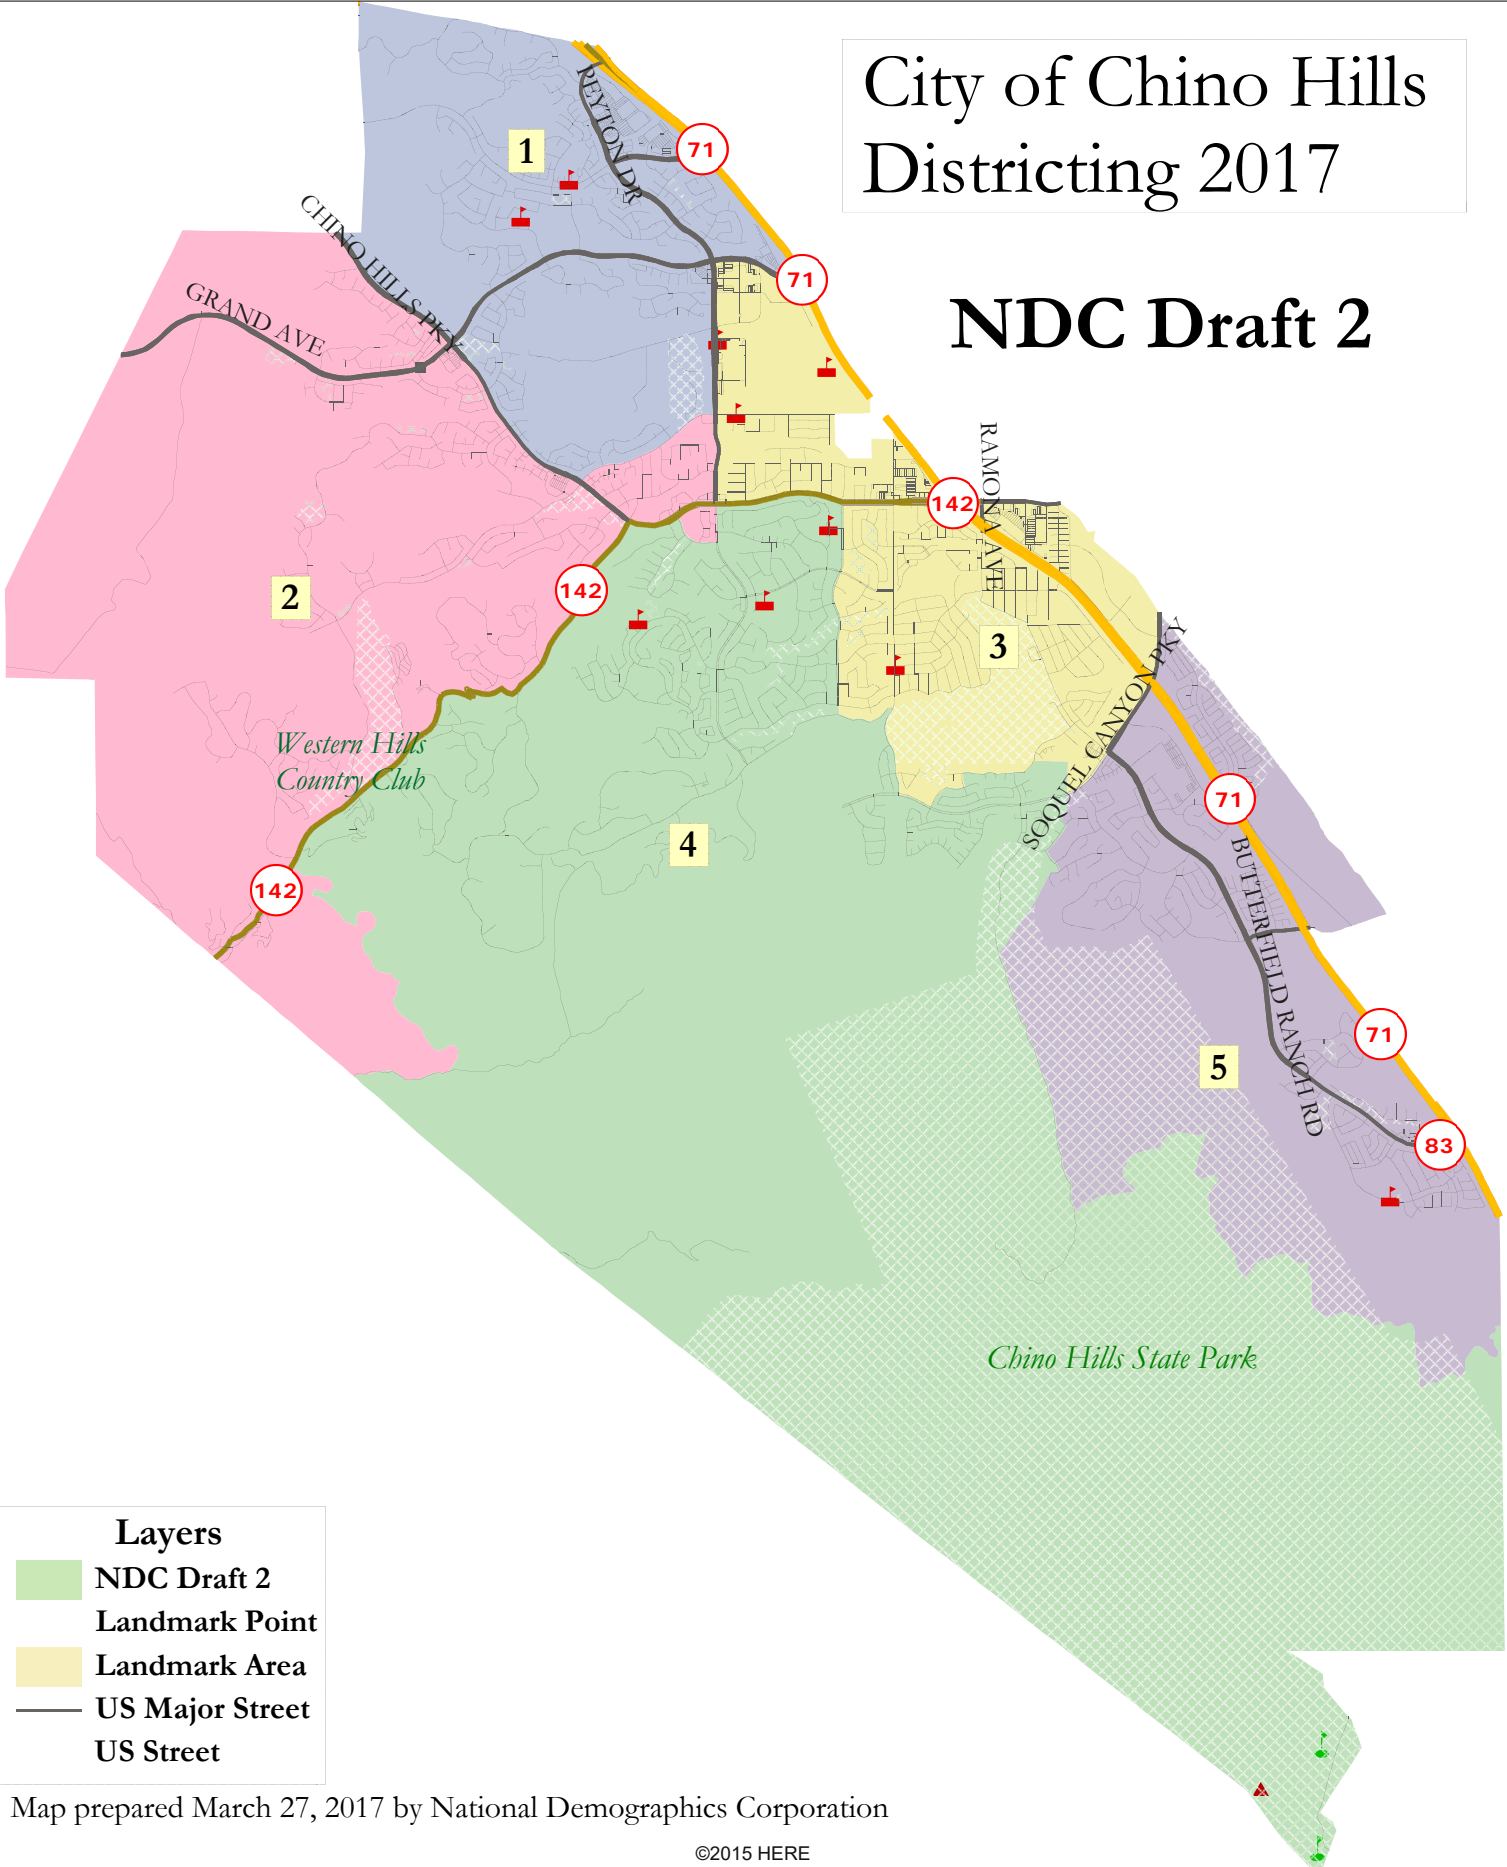 City of Chino Hills
Districting 2017
NDC Draft 2
PEYTON DR
71
1
CHINO HILLS PKY
71
GRAND AVE
RAMONA AVE
142
2
142
3
SOQUEL CANYON PKY
Western Hills
Country Club
71
4
BUTTERFIELD RANCH RD
142
71
5
83
Chino Hills State Park
Layers
NDC Draft 2
Landmark Point
Landmark Area
US Major Street
US Street
Map prepared March 27, 2017 by National Demographics Corporation
©2015 HERE